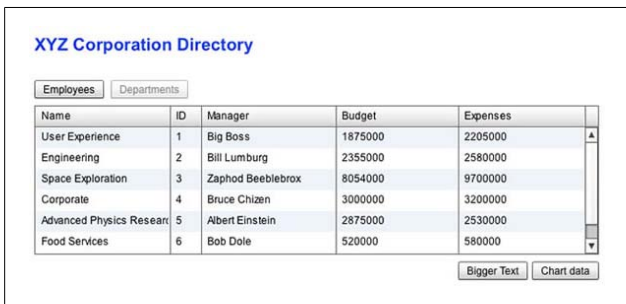 XYZ Corporation Directory
Employees Departments
Name ID Manager Budget Expenses
User Experience 1 Big Boss 1875000 2205000
Engineering 2 Bill Lumburg 2355000 2580000
Space Exploration 3 Zaphod Beeblebrox 8054000 9700000
Corporate 4 Bruce Chizen 3000000 3200000
Advanced Physics Researc 5 Albert Einstein 2875000 2530000
Food Services 6 Bob Dole 520000 580000
Bigger Text Chart data